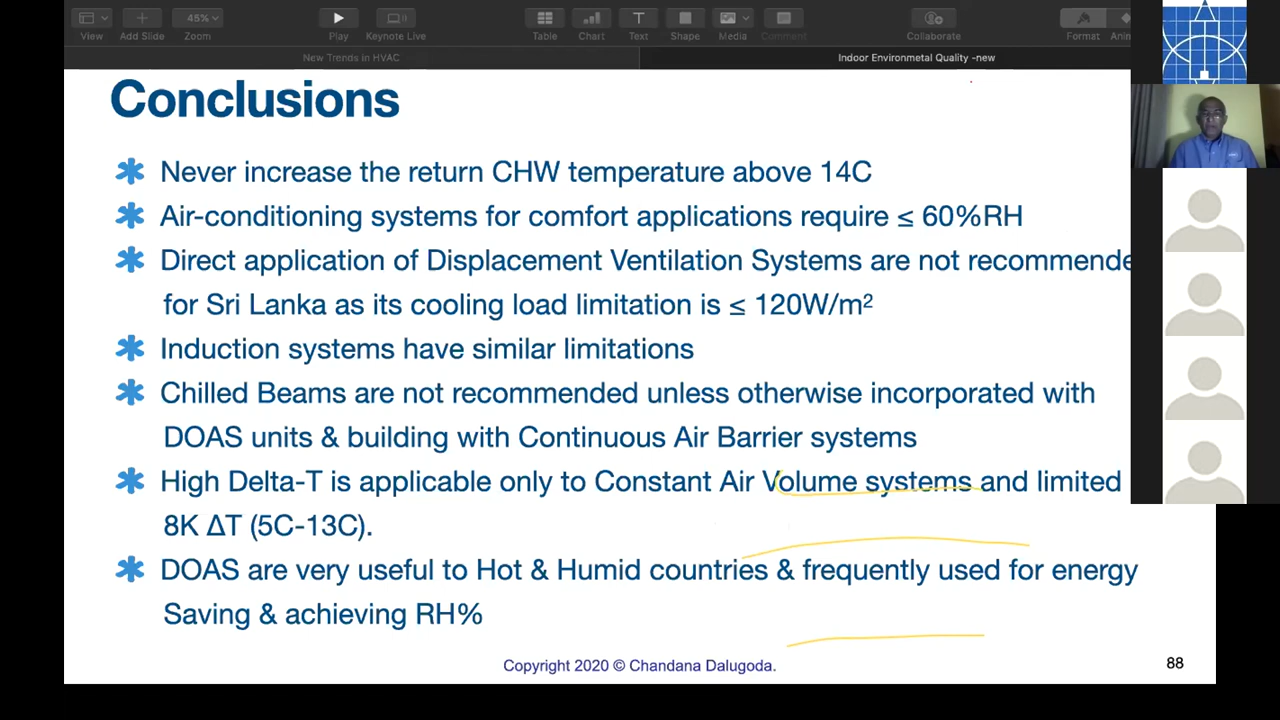 View
Add Slide
45%
Zoom
Play
Keynote Live
Table
Chart
Text
Shape
Media
Comment
Collaborate
Format
New Trends in HVAC
Indoor Environmetal Quality -new
Conclusions
Never increase the return CHW temperature above 14C
Air-conditioning systems for comfort applications require ≤ 60%RH
Direct application of Displacement Ventilation Systems are not recommende
for Sri Lanka as its cooling load limitation is ≤ 120W/m²
Induction systems have similar limitations
Chilled Beams are not recommended unless otherwise incorporated with
DOAS units & building with Continuous Air Barrier systems
High Delta-T is applicable only to Constant Air Volume systems and limited
8K ΔT (5C-13C).
DOAS are very useful to Hot & Humid countries & frequently used for energy
Saving & achieving RH%
Copyright 2020 © Chandana Dalugoda.
88